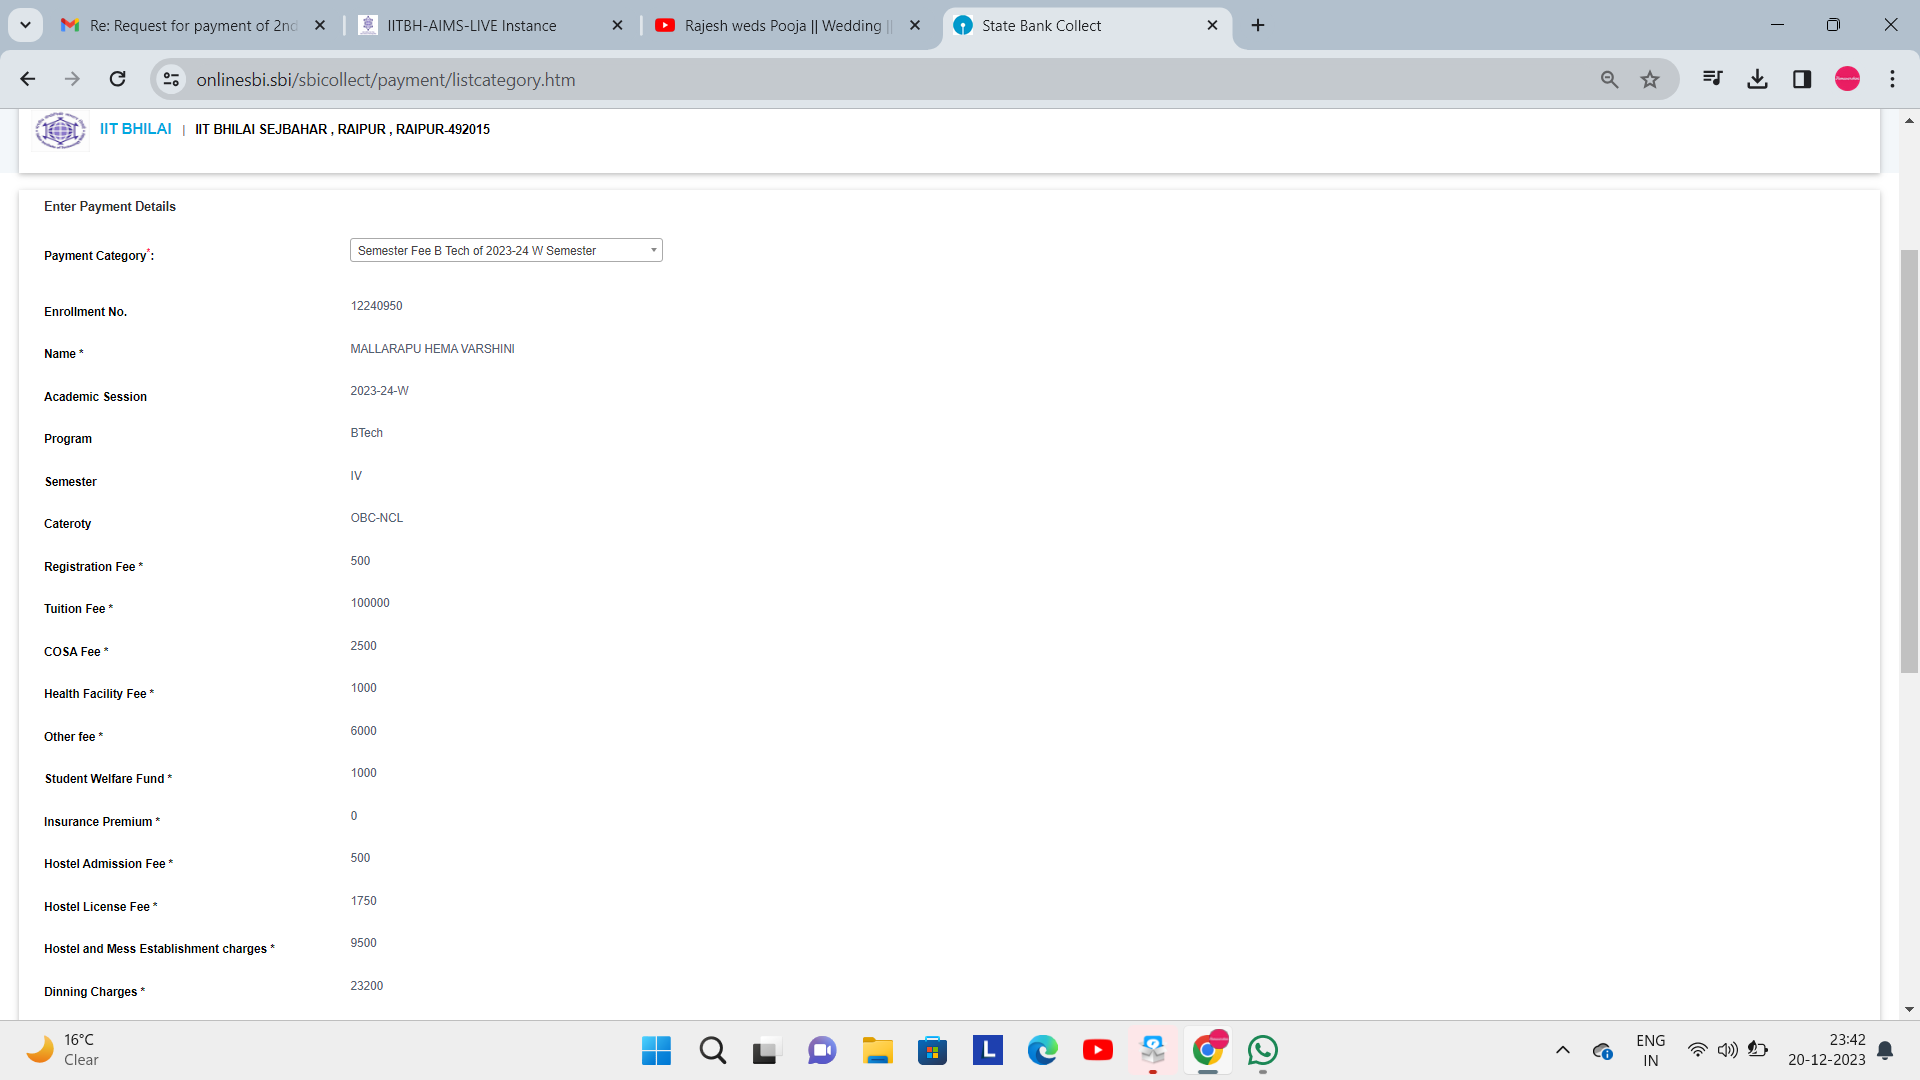 Re: Request for payment of 2nd
IITBH-AIMS-LIVE Instance
Rajesh weds Pooja || Wedding ||
State Bank Collect
onlinesbi.sbi/sbicollect/payment/listcategory.htm
IIT BHILAI | IIT BHILAI SEJBAHAR , RAIPUR , RAIPUR-492015
Enter Payment Details
Payment Category*: Semester Fee B Tech of 2023-24 W Semester
Enrollment No. 12240950
Name * MALLARAPU HEMA VARSHINI
Academic Session 2023-24-W
Program BTech
Semester IV
Cateroty OBC-NCL
Registration Fee * 500
Tuition Fee * 100000
COSA Fee * 2500
Health Facility Fee * 1000
Other fee * 6000
Student Welfare Fund * 1000
Insurance Premium * 0
Hostel Admission Fee * 500
Hostel License Fee * 1750
Hostel and Mess Establishment charges * 9500
Dinning Charges * 23200
16°C
Clear
L
ENG
IN
23:42
20-12-2023